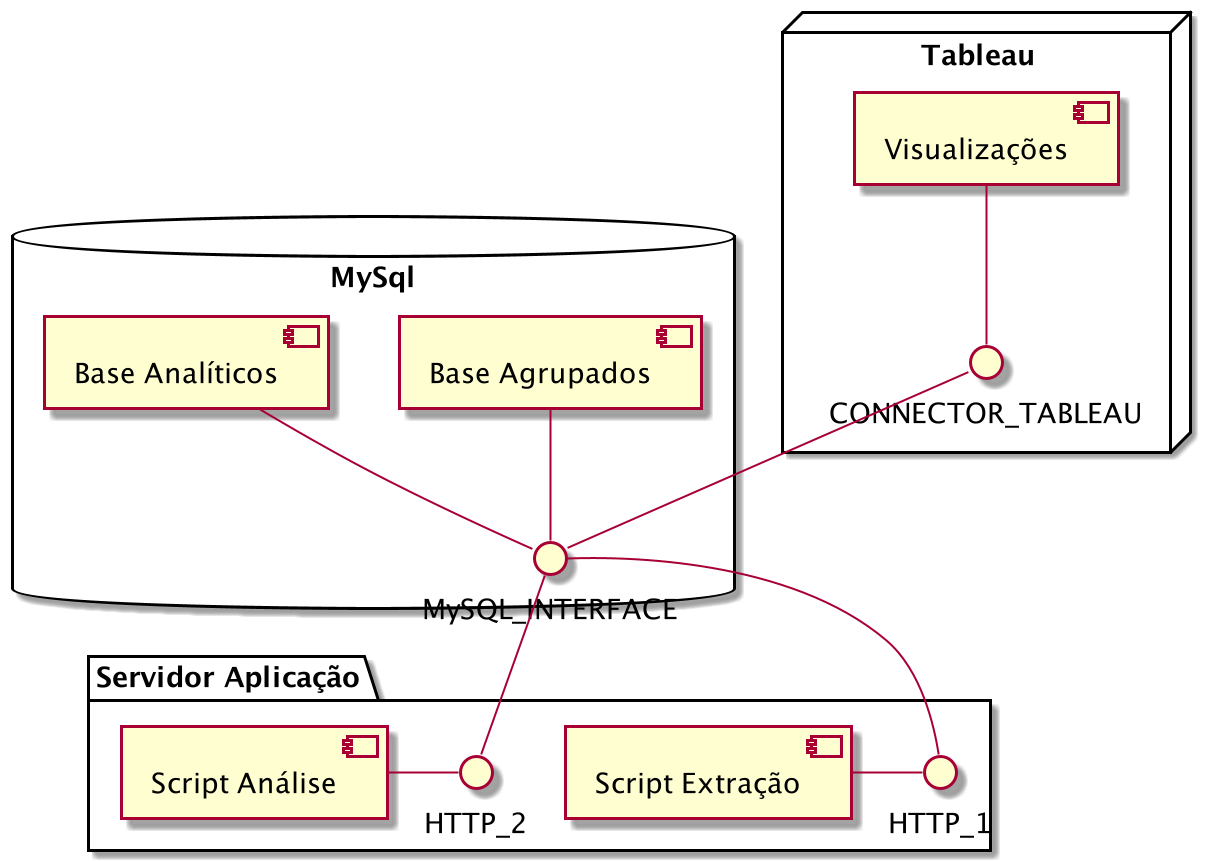 Tableau
Visualizações
CONNECTOR_TABLEAU
MySql
Base Analíticos
Base Agrupados
MySQL_INTERFACE
Servidor Aplicação
Script Análise
HTTP_2
Script Extração
HTTP_1